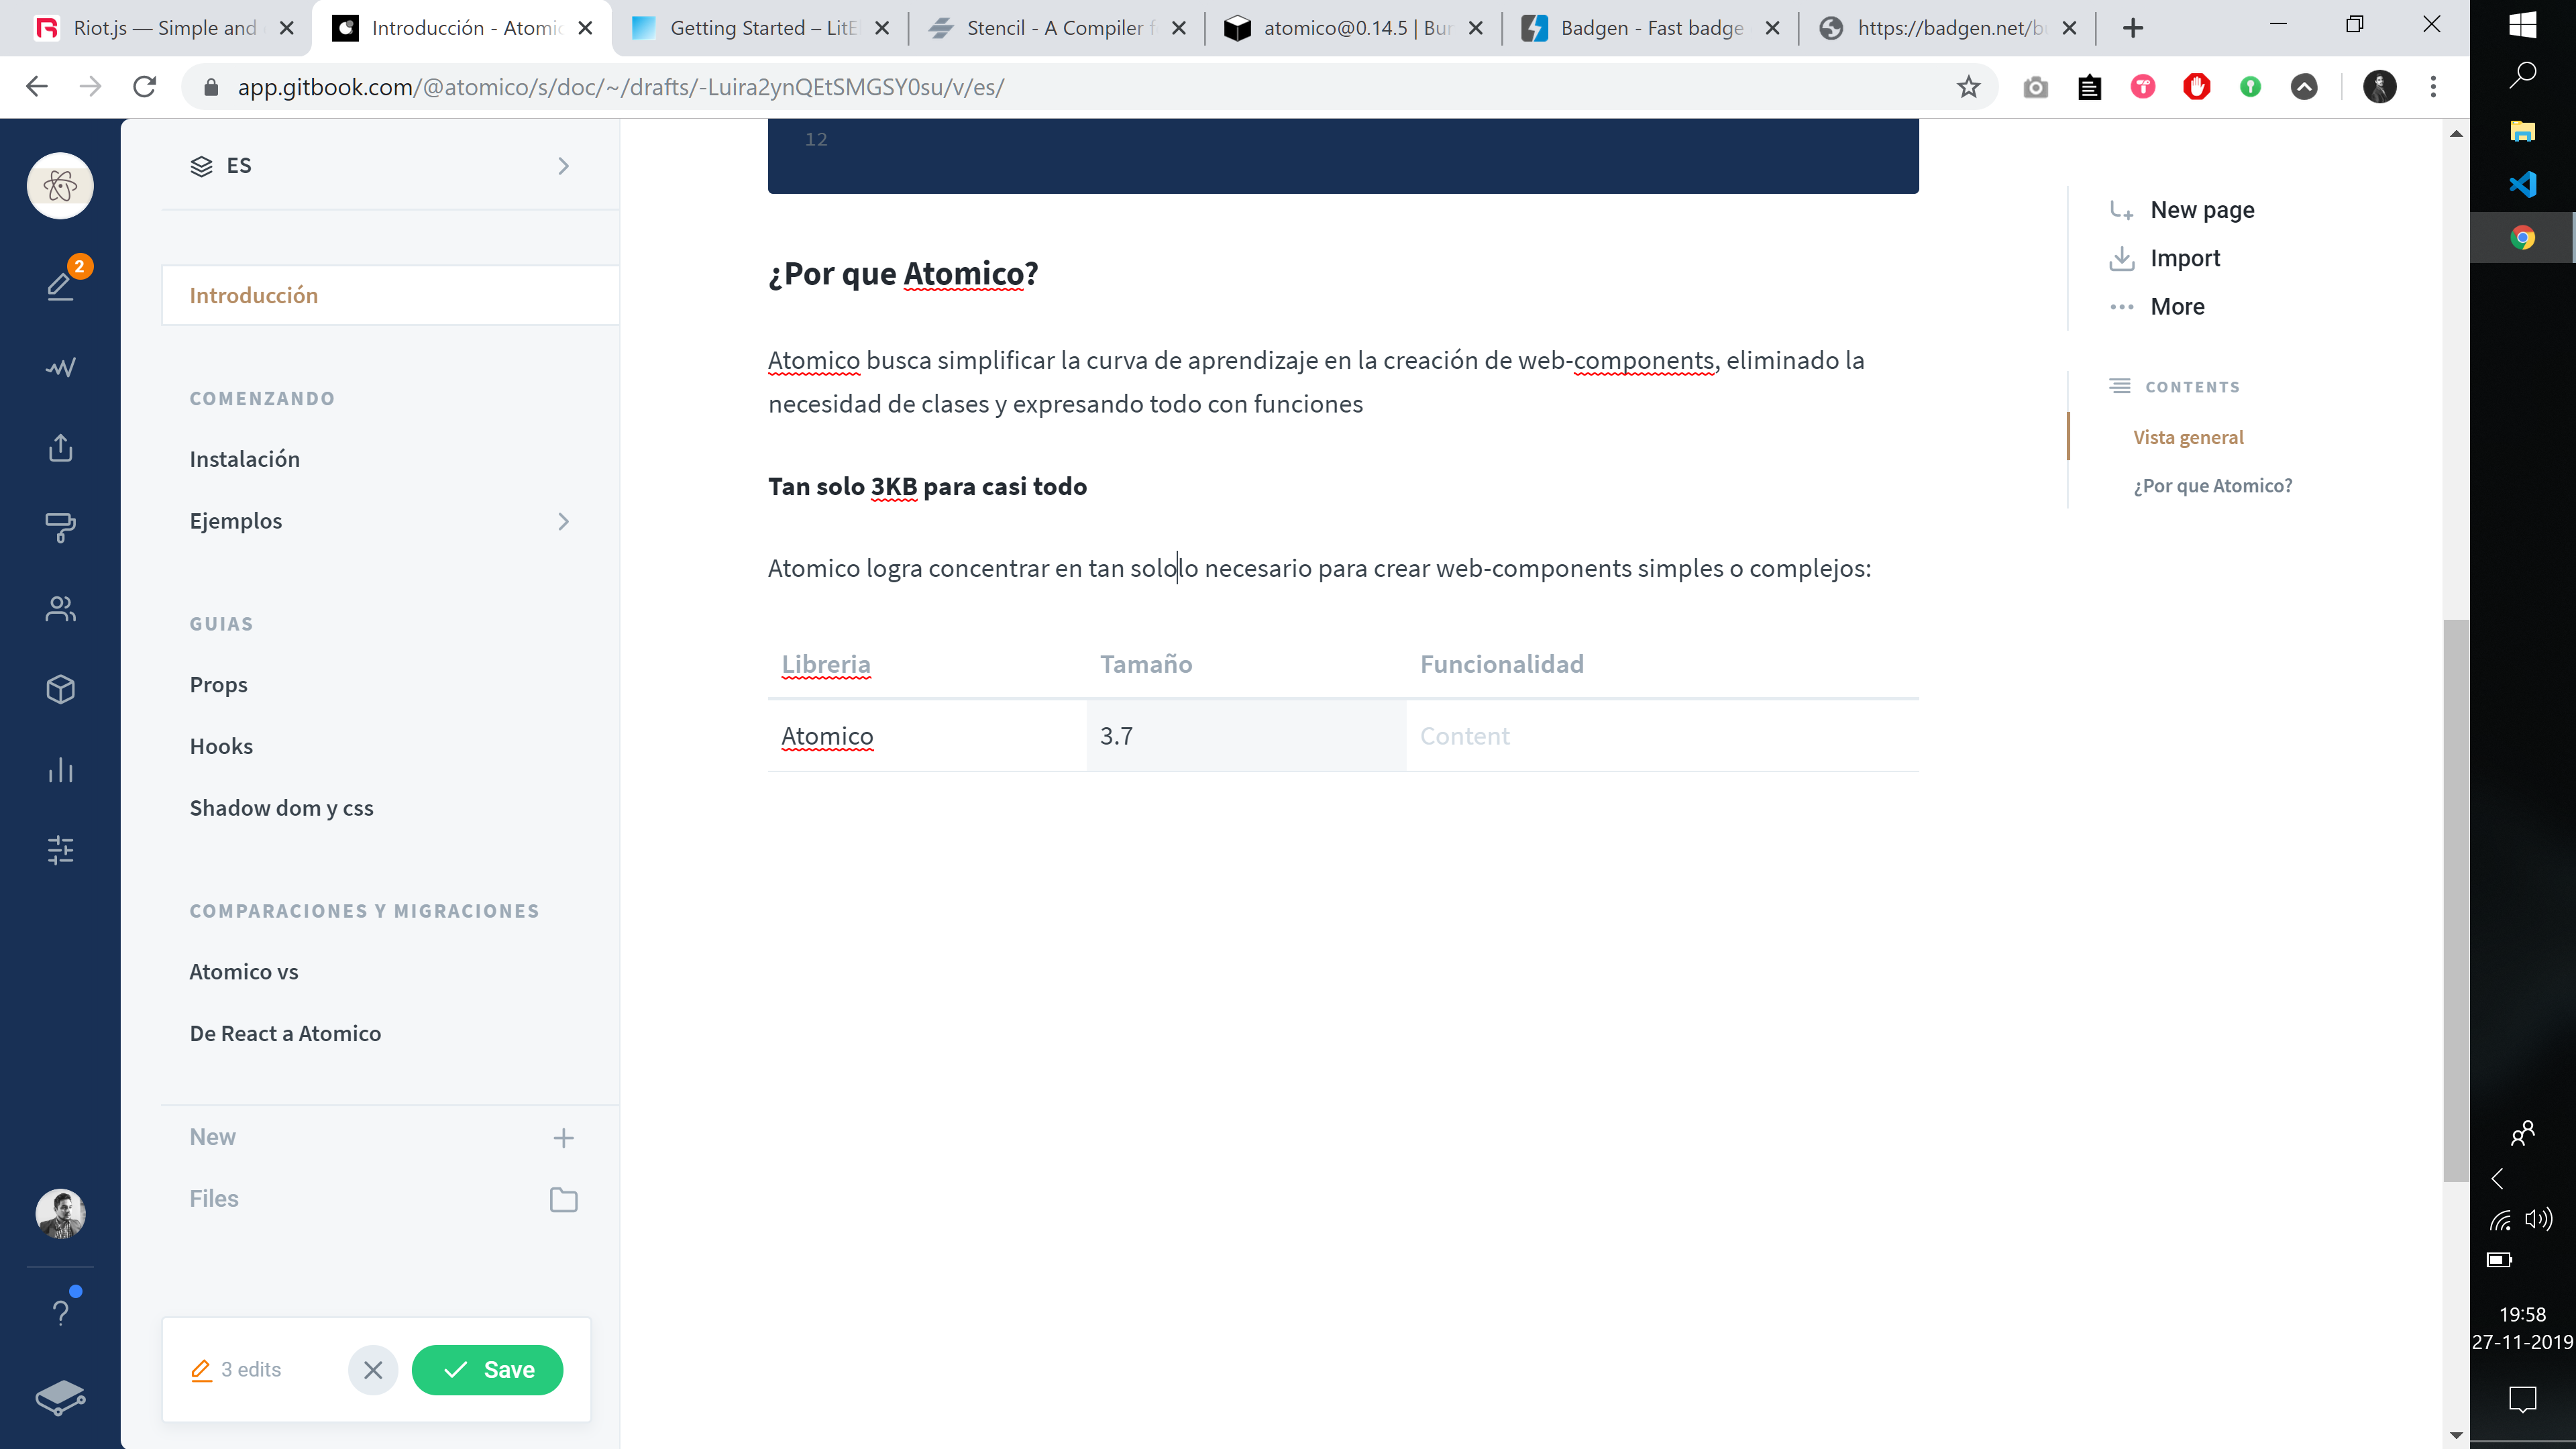 Riot.js — Simple and
Introducción - Atomic
Getting Started – LitEl
Stencil - A Compiler f
atomico@0.14.5 | Bun
Badgen - Fast badge
https://badgen.net/bu
app.gitbook.com/@atomico/s/doc/~/drafts/-Luira2ynQEtSMGSY0su/v/es/
2
ES
Introducción
COMENZANDO
Instalación
Ejemplos
GUIAS
Props
Hooks
Shadow dom y css
COMPARACIONES Y MIGRACIONES
Atomico vs
De React a Atomico
New
Files
3 edits
Save
12
¿Por que Atomico?
Atomico busca simplificar la curva de aprendizaje en la creación de web-components, eliminado la
necesidad de clases y expresando todo con funciones
Tan solo 3KB para casi todo
Atomico logra concentrar en tan sololo necesario para crear web-components simples o complejos:
Libreria Tamaño Funcionalidad
Atomico 3.7 Content
New page
Import
More
CONTENTS
Vista general
¿Por que Atomico?
19:58
27-11-2019